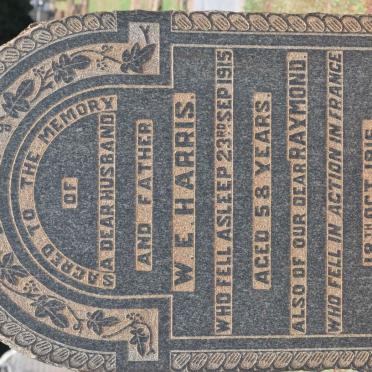 SACRED TO THE MEMORY
OF
A DEAR HUSBAND
AND FATHER
W E HARRIS
WHO FELL ASLEEP 23RD SEP 1915
AGED 58 YEARS
ALSO OF OUR DEAR RAYMOND
WHO FELL IN ACTION IN FRANCE
18TH OCT 1916